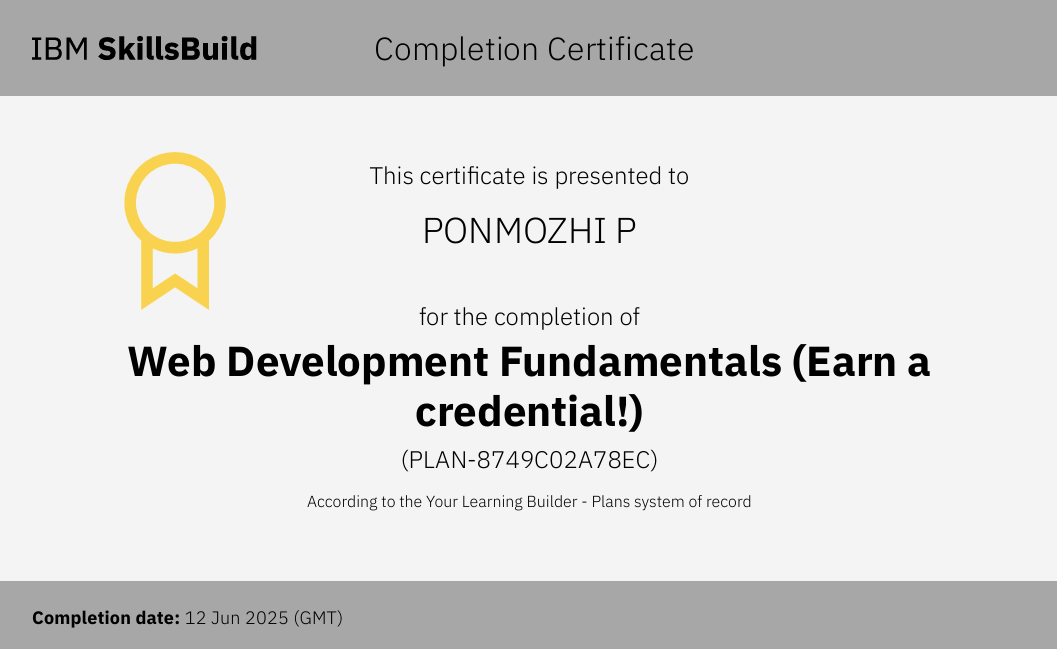 IBM SkillsBuild
Completion Certificate
This certificate is presented to
PONMOZHI P
for the completion of
Web Development Fundamentals (Earn a
credential!)
(PLAN-8749C02A78EC)
According to the Your Learning Builder - Plans system of record
Completion date: 12 Jun 2025 (GMT)